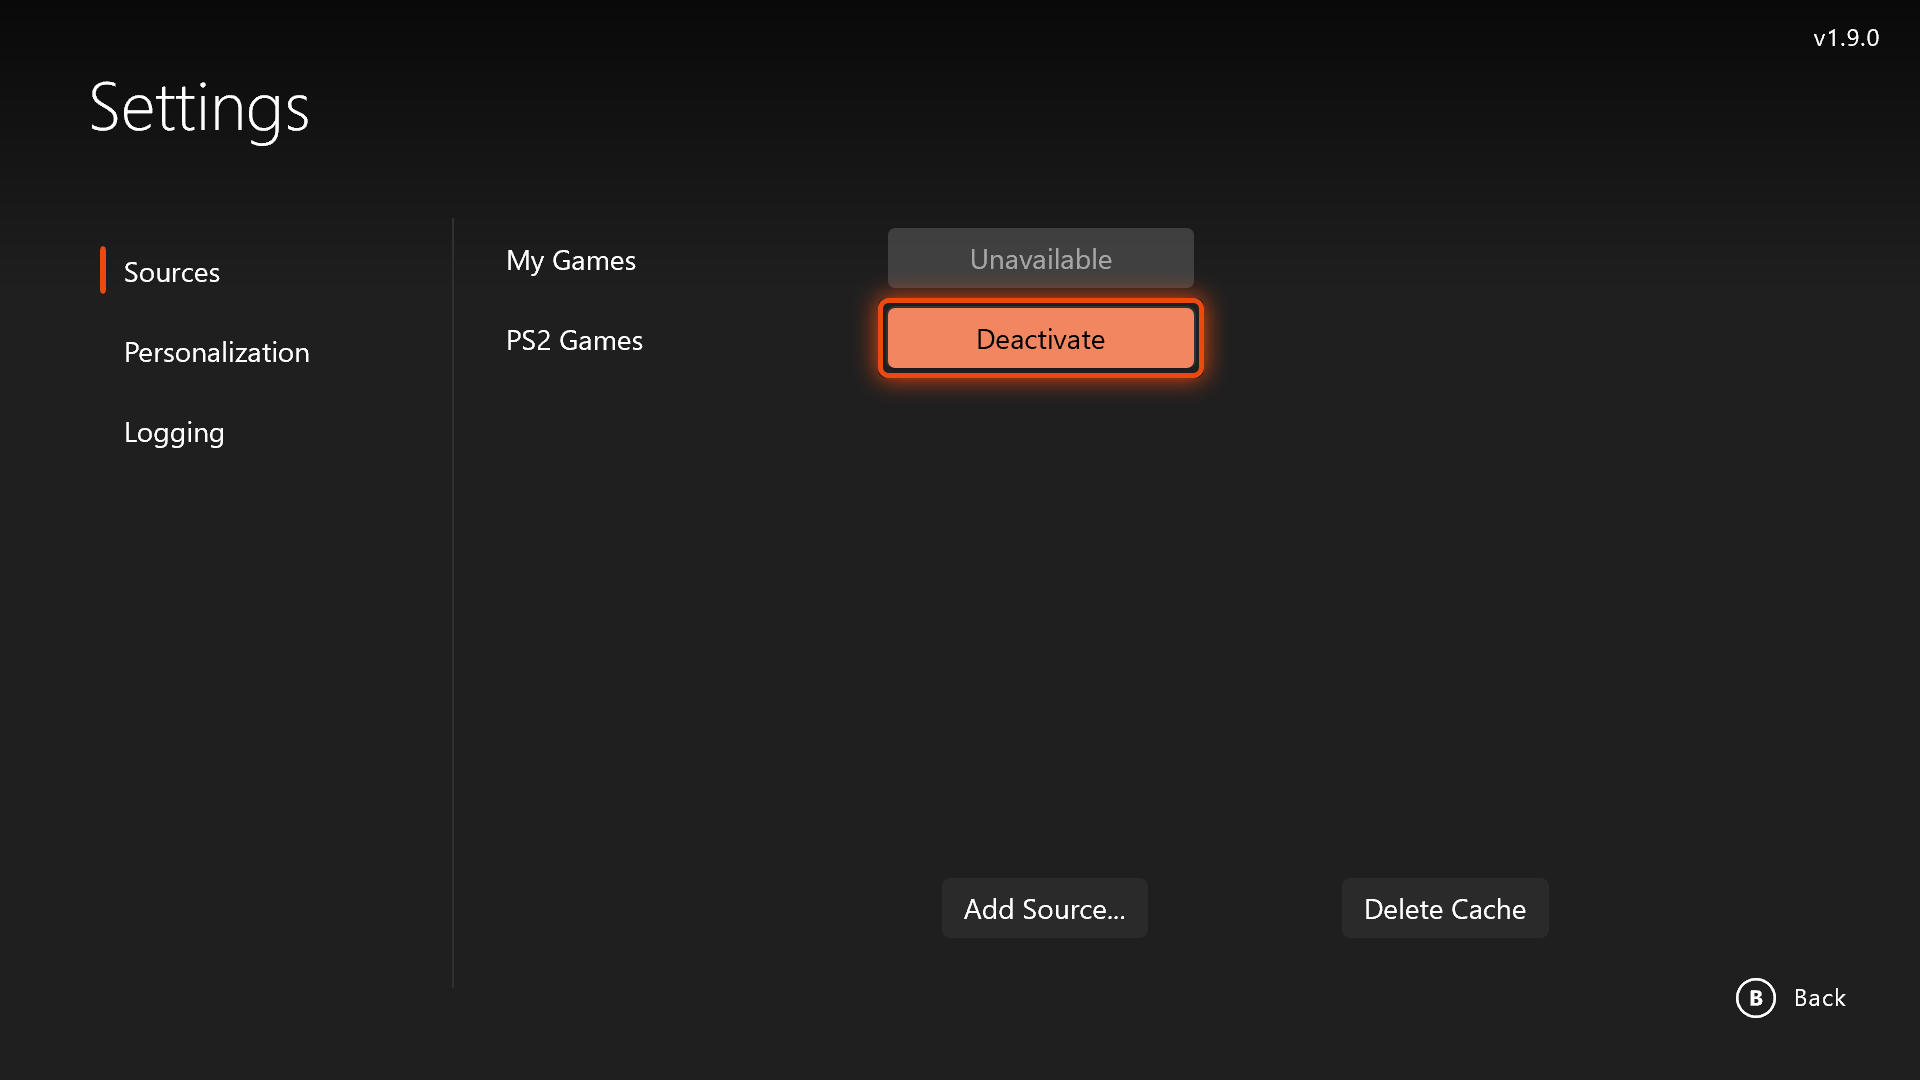 v1.9.0
Settings
Sources
Personalization
Logging
My Games
Unavailable
PS2 Games
Deactivate
Add Source...
Delete Cache
B Back